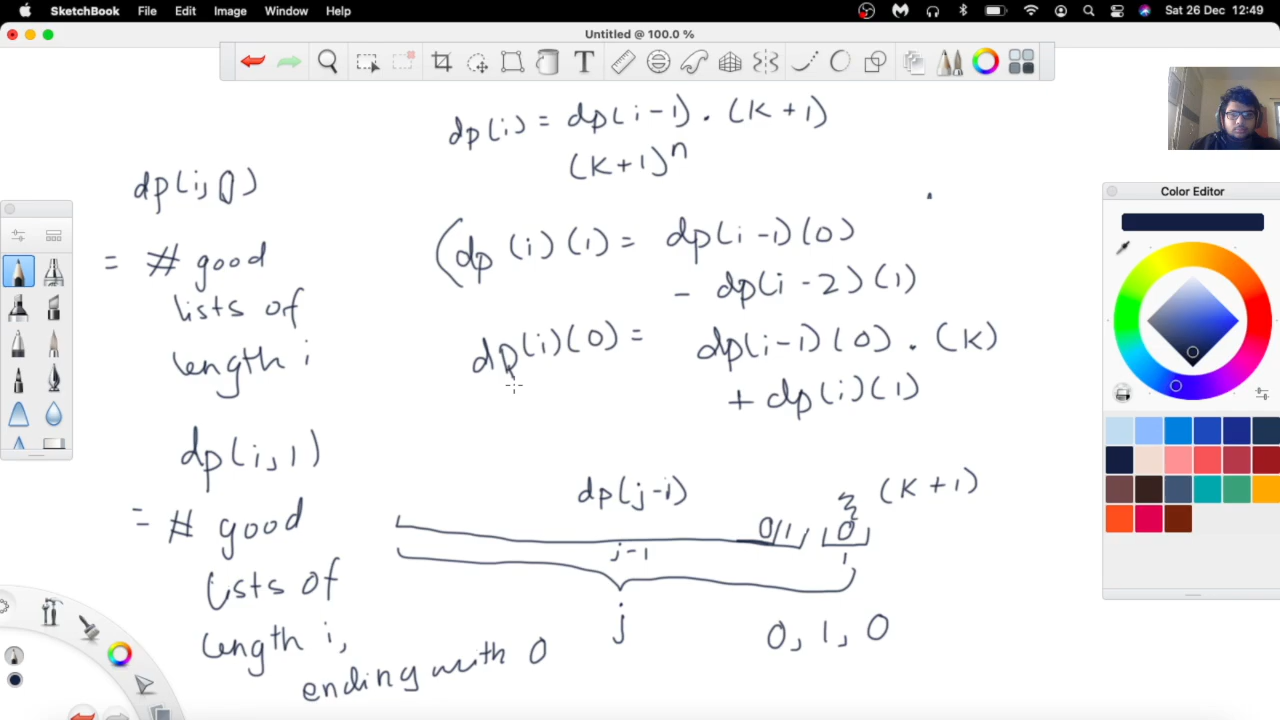 SketchBook File Edit Image Window Help Sat 26 Dec 12:49
Untitled @ 100.0 %
Color Editor
dp(i) = dp(i-1) . (K+1)
(K+1)^n
dp(i,0)
= # good
lists of
length i
(dp (i)(1) = dp(i-1)(0)
- dp(i-2)(1)
dp(i)(0) = dp(i-1)(0) . (K)
+ dp(i)(1)
dp(i,1)
= # good
lists of
length i,
ending with 0
dp(j-i)
(K+1)
0/1 0
j-1 1
j
0, 1, 0